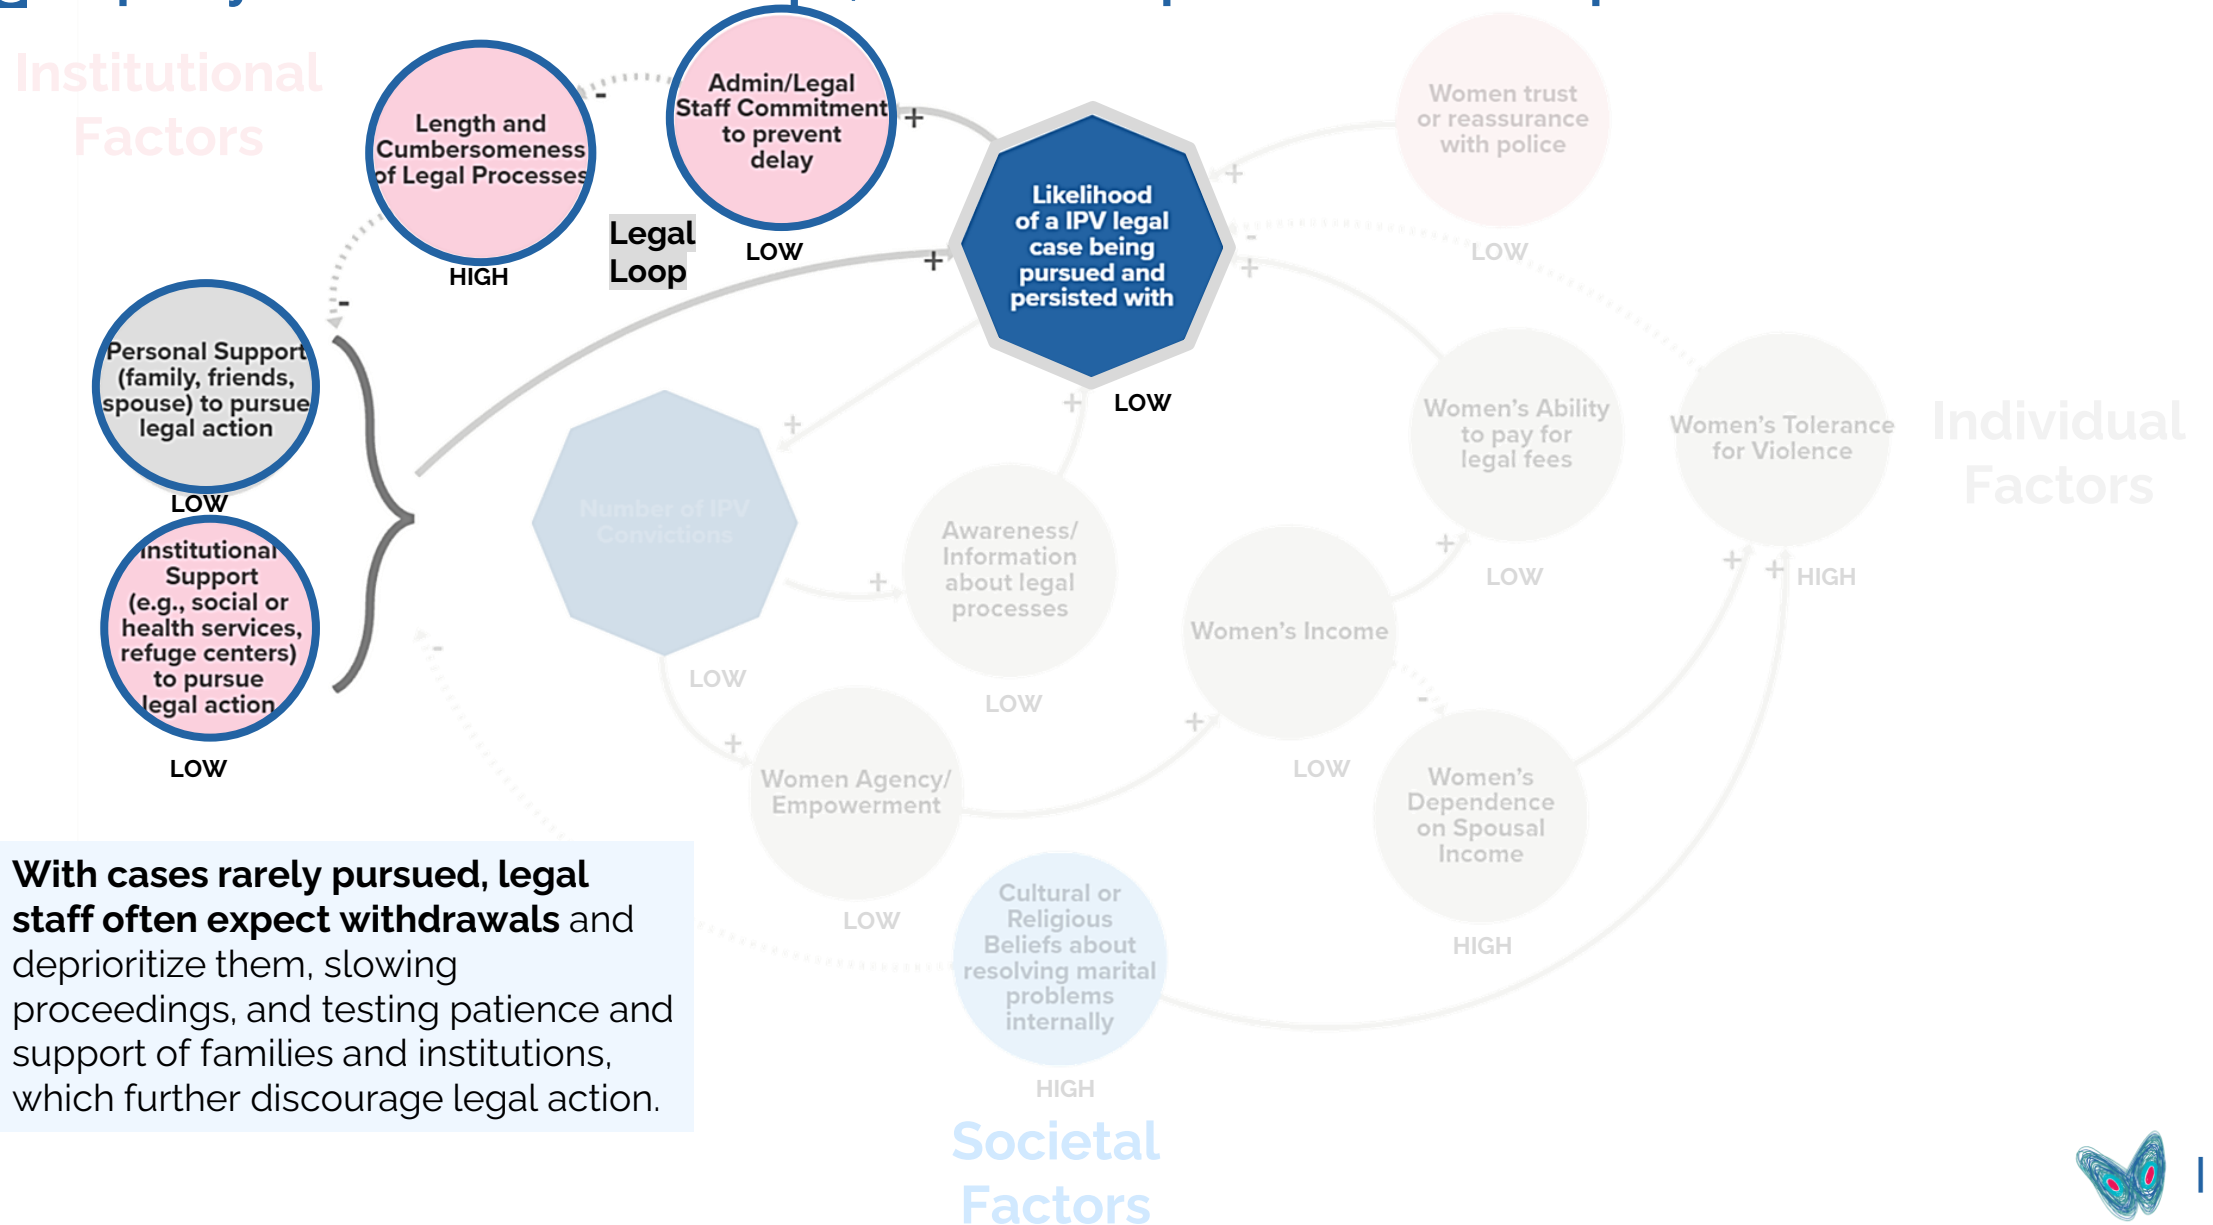 Institutional
Factors
Length and
Cumbersomeness
of Legal Processes
HIGH
-
Admin/Legal
Staff Commitment
to prevent
delay
LOW
+
Legal
Loop
-
+
Likelihood
of a IPV legal
case being
pursued and
persisted with
LOW
Women trust
or reassurance
with police
LOW
+
-
+
Personal Support
(family, friends,
spouse) to pursue
legal action
LOW
Institutional
Support
(e.g., social or
health services,
refuge centers)
to pursue
legal action
LOW
-
Number of IPV
Convictions
LOW
+
+
+
Awareness/
Information
about legal
processes
LOW
+
Women's Ability
to pay for
legal fees
LOW
+
Women's Tolerance
for Violence
HIGH
+
+
Individual
Factors
Women's Income
LOW
+
-
Women Agency/
Empowerment
LOW
Women's
Dependence
on Spousal
Income
HIGH
Cultural or
Religious
Beliefs about
resolving marital
problems
internally
HIGH
Societal
Factors
With cases rarely pursued, legal
staff often expect withdrawals and
deprioritize them, slowing
proceedings, and testing patience and
support of families and institutions,
which further discourage legal action.